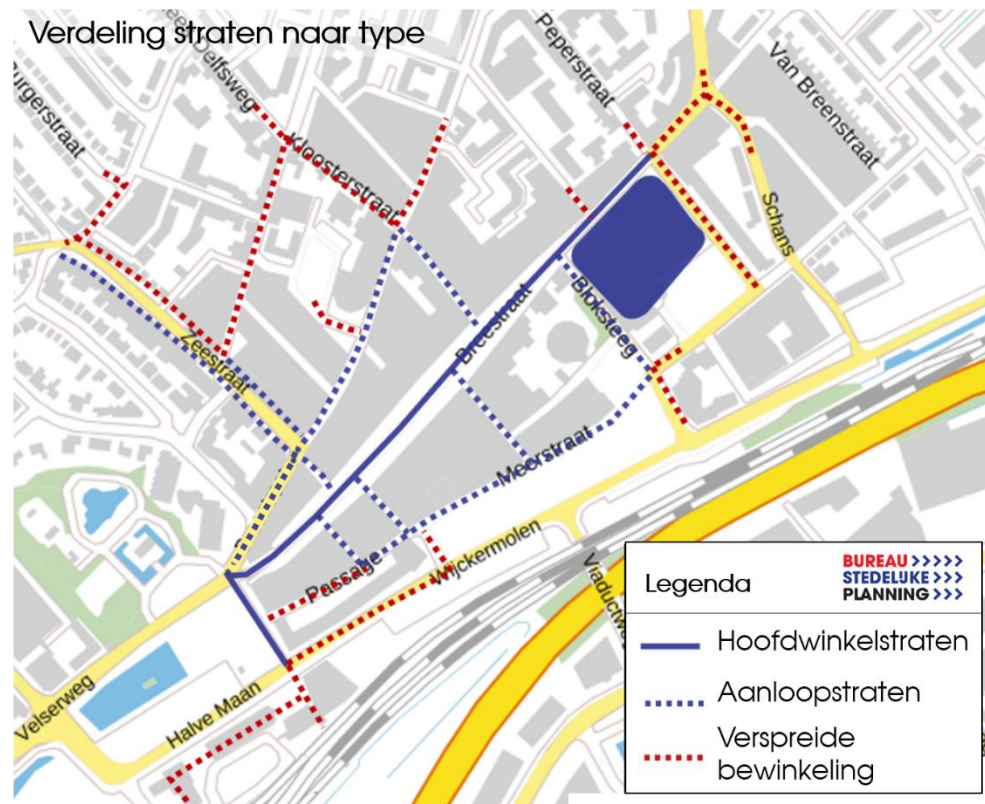 Verdeling straten naar type
Delfsweg
Peperstraat
Van Breenstraat
burgerstraat
Kloosterstraat
Schans
Breestraat
Bloksteeg
Zeestraat
Meerstraat
Passage
Wijckermolen
Velserweg
Halve Maan
Legenda
BUREAU >>>>>
STEDELIJKE >>>
PLANNING >>>
Hoofdwinkelstraten
Aanloopstraten
Verspreide
bewinkeling